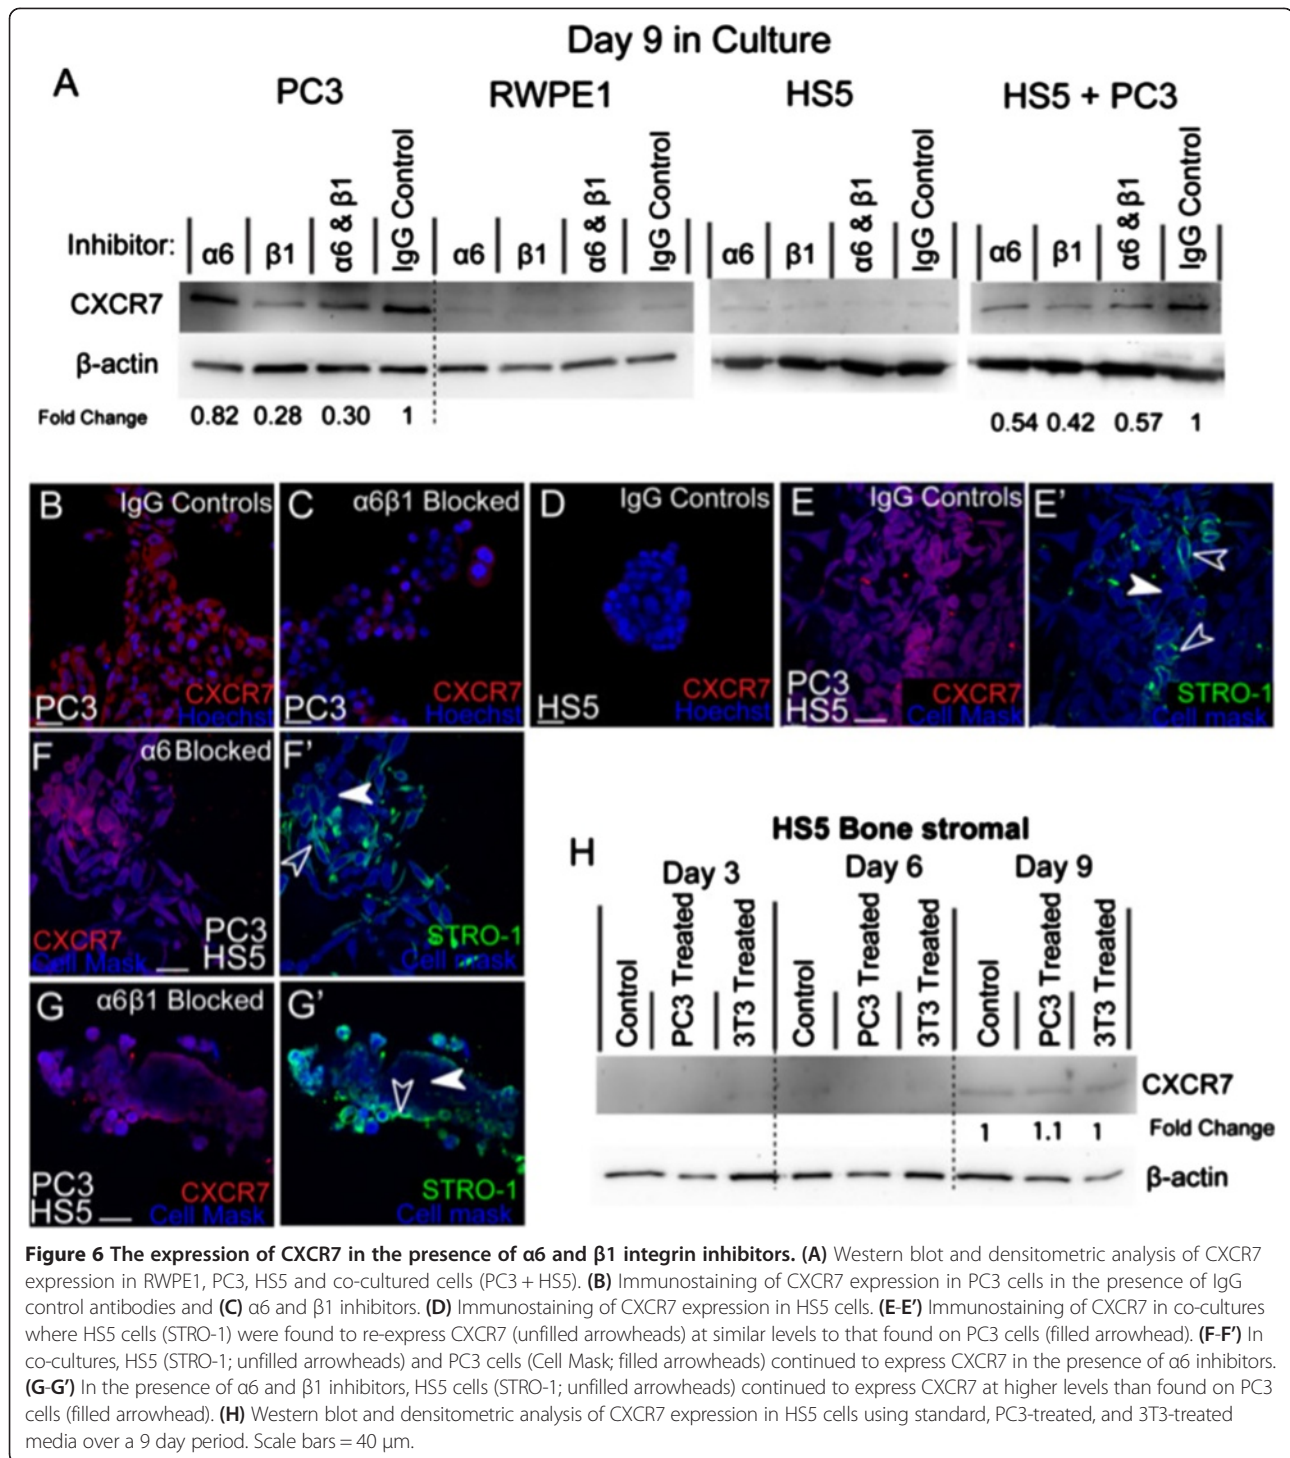 Day 9 in Culture
A
PC3 RWPE1 HS5 HS5 + PC3
Inhibitor: α6 β1 α6 & β1 IgG Control α6 β1 α6 & β1 IgG Control α6 β1 α6 & β1 IgG Control α6 β1 α6 & β1 IgG Control
CXCR7
β-actin
Fold Change 0.82 0.28 0.30 1 0.54 0.42 0.57 1
B IgG Controls
PC3 CXCR7
Hoechst
C α6β1 Blocked
PC3 CXCR7
Hoechst
D IgG Controls
HS5 CXCR7
Hoechst
E IgG Controls
PC3
HS5 CXCR7
Cell Mask
E’
STRO-1
Cell mask
F α6 Blocked
CXCR7 PC3
Cell Mask HS5
F’
STRO-1
Cell mask
G α6β1 Blocked
PC3 CXCR7
HS5 Cell Mask
G’
STRO-1
Cell mask
H
HS5 Bone stromal
Day 3 Day 6 Day 9
Control PC3 Treated 3T3 Treated Control PC3 Treated 3T3 Treated Control PC3 Treated 3T3 Treated
CXCR7
1 1.1 1 Fold Change
β-actin
Figure 6 The expression of CXCR7 in the presence of α6 and β1 integrin inhibitors. (A) Western blot and densitometric analysis of CXCR7
expression in RWPE1, PC3, HS5 and co-cultured cells (PC3 + HS5). (B) Immunostaining of CXCR7 expression in PC3 cells in the presence of IgG
control antibodies and (C) α6 and β1 inhibitors. (D) Immunostaining of CXCR7 expression in HS5 cells. (E-E’) Immunostaining of CXCR7 in co-cultures
where HS5 cells (STRO-1) were found to re-express CXCR7 (unfilled arrowheads) at similar levels to that found on PC3 cells (filled arrowhead). (F-F’) In
co-cultures, HS5 (STRO-1; unfilled arrowheads) and PC3 cells (Cell Mask; filled arrowheads) continued to express CXCR7 in the presence of α6 inhibitors.
(G-G’) In the presence of α6 and β1 inhibitors, HS5 cells (STRO-1; unfilled arrowheads) continued to express CXCR7 at higher levels than found on PC3
cells (filled arrowhead). (H) Western blot and densitometric analysis of CXCR7 expression in HS5 cells using standard, PC3-treated, and 3T3-treated
media over a 9 day period. Scale bars = 40 μm.